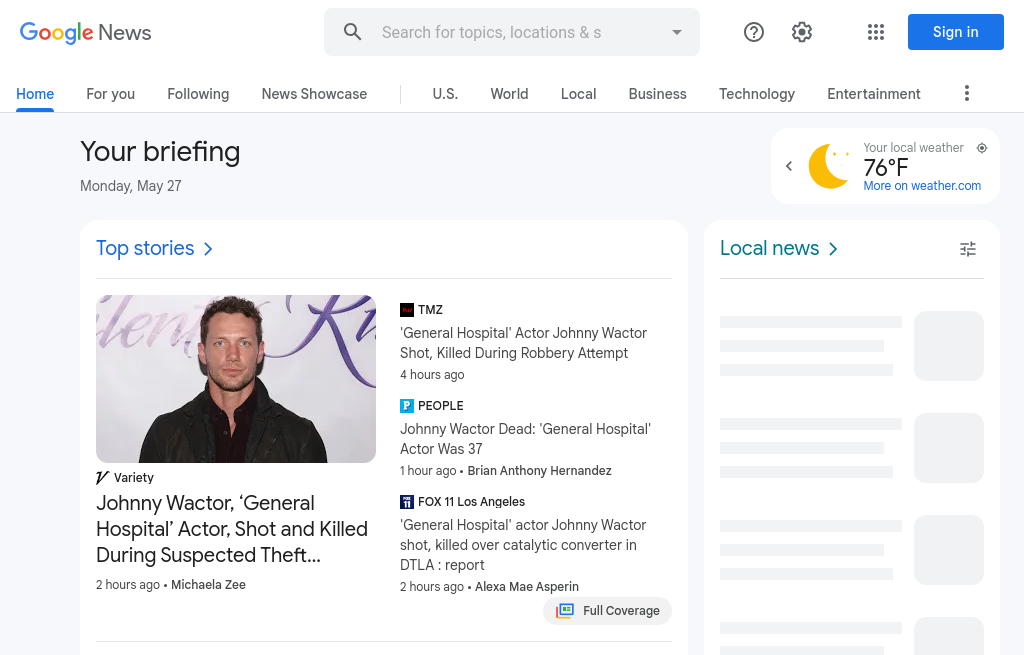 Google News
Search for topics, locations & s
Sign in
Home
For you
Following
News Showcase
U.S.
World
Local
Business
Technology
Entertainment
Your briefing
Monday, May 27
Your local weather
76°F
More on weather.com
Top stories
Local news
Variety
Johnny Wactor, ‘General
Hospital’ Actor, Shot and Killed
During Suspected Theft...
2 hours ago • Michaela Zee
TMZ
'General Hospital' Actor Johnny Wactor
Shot, Killed During Robbery Attempt
4 hours ago
PEOPLE
Johnny Wactor Dead: 'General Hospital'
Actor Was 37
1 hour ago • Brian Anthony Hernandez
FOX 11 Los Angeles
'General Hospital' actor Johnny Wactor
shot, killed over catalytic converter in
DTLA : report
2 hours ago • Alexa Mae Asperin
Full Coverage